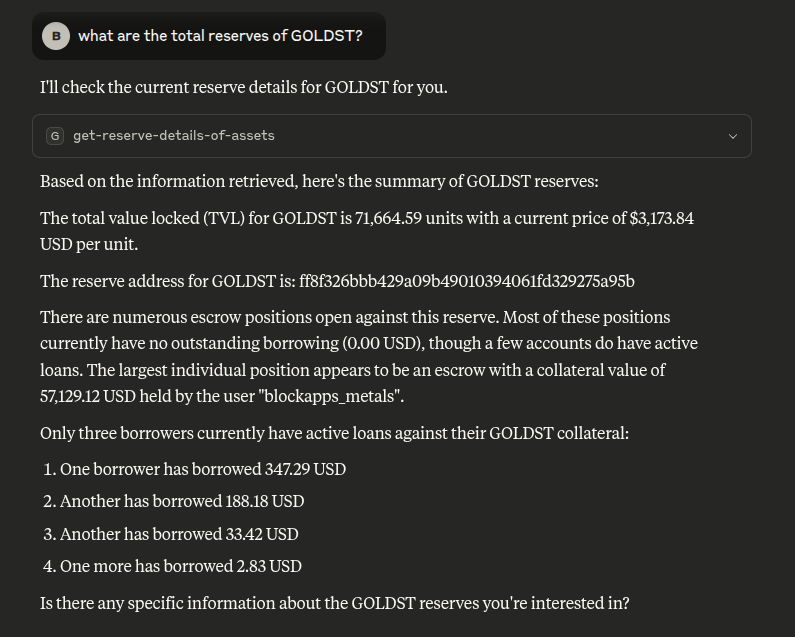 B what are the total reserves of GOLDST?
I'll check the current reserve details for GOLDST for you.
G get-reserve-details-of-assets
Based on the information retrieved, here's the summary of GOLDST reserves:
The total value locked (TVL) for GOLDST is 71,664.59 units with a current price of $3,173.84
USD per unit.
The reserve address for GOLDST is: ff8f326bbb429a09b49010394061fd329275a95b
There are numerous escrow positions open against this reserve. Most of these positions
currently have no outstanding borrowing (0.00 USD), though a few accounts do have active
loans. The largest individual position appears to be an escrow with a collateral value of
57,129.12 USD held by the user "blockapps_metals".
Only three borrowers currently have active loans against their GOLDST collateral:
1. One borrower has borrowed 347.29 USD
2. Another has borrowed 188.18 USD
3. Another has borrowed 33.42 USD
4. One more has borrowed 2.83 USD
Is there any specific information about the GOLDST reserves you're interested in?